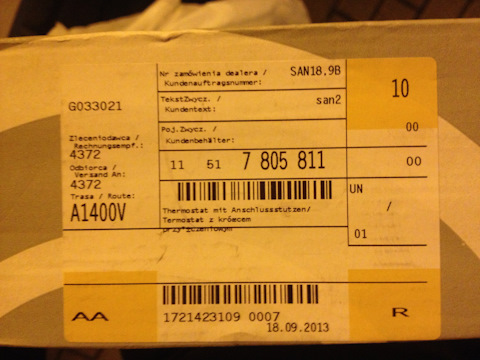 Nr zamówienia dealera / SAN18,9B
Kundenauftragsnummer:
10
G033021
TekstZwycz. / san2
Kundentext:
00
Poj.Zwycz. /
Kundenbehälter:
Zleceniodawca /
Rechnungsempf.:
4372
11 51 7 805 811
00
Odbiorca /
Versand An:
4372
UN
/
01
Trasa / Route:
A1400V
Thermostat mit Anschlussstutzen/
Termostat z króćcem
przyłączeniowym
AA
1721423109 0007
18.09.2013
R